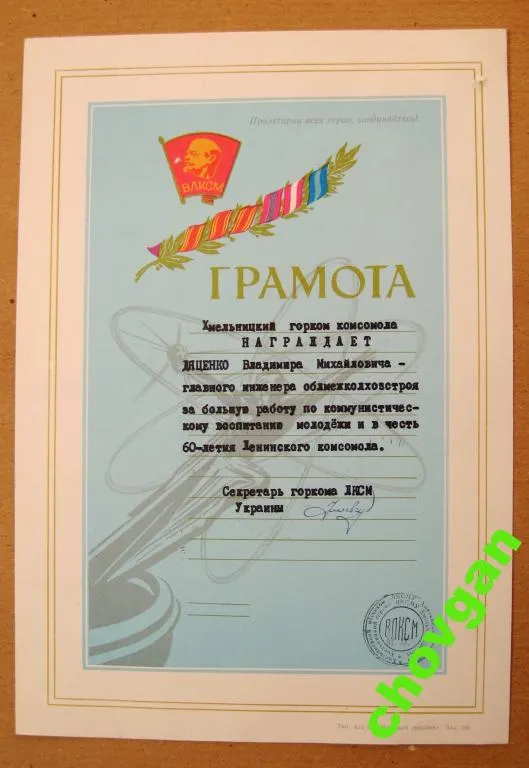 Пролетарии всех стран, соединяйтесь!
ВЛКСМ
ГРАМОТА
Хмельницкий горком комсомола
НАГРАЖДАЕТ
ДЯЦЕНКО Владимира Михайловича -
главного инженера облмежколхозстроя
за большую работу по коммунистичес-
кому воспитанию молодёжи и в честь
60-летия Ленинского комсомола.
Секретарь горкома ЛКСМ
Украины
ВЛКСМ
chovgan